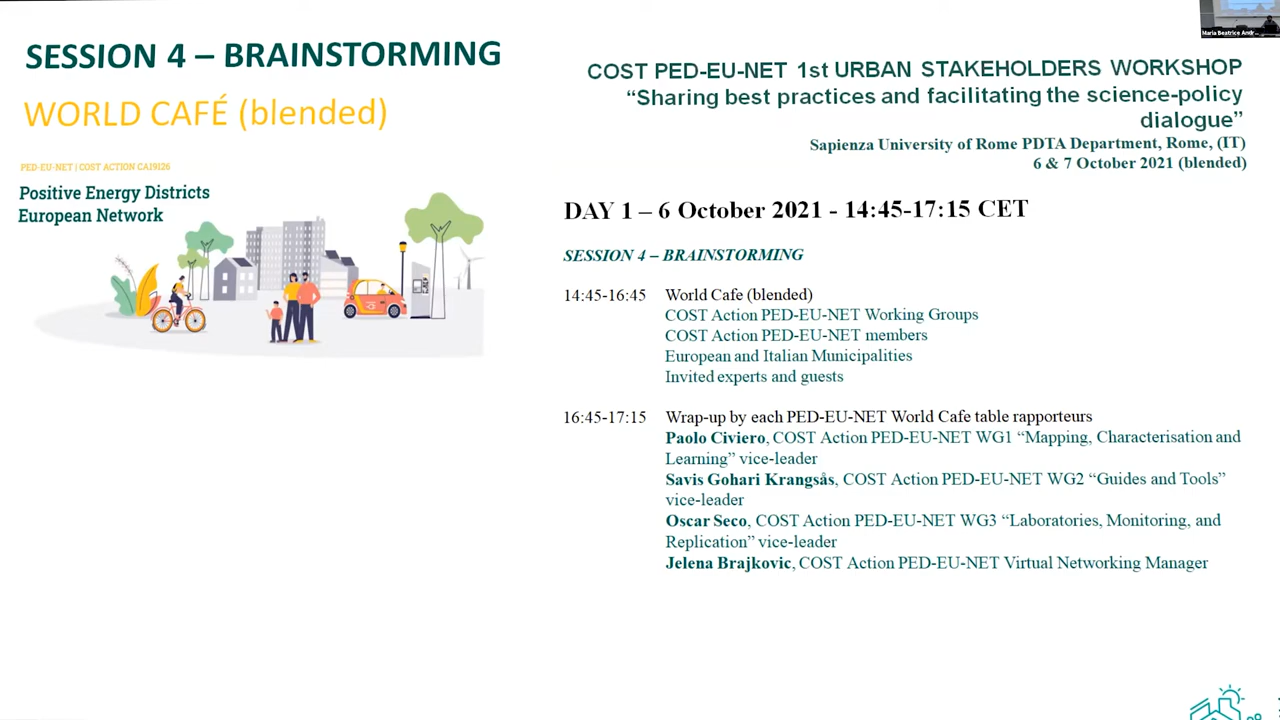 SESSION 4 – BRAINSTORMING
WORLD CAFÉ (blended)
PED-EU-NET | COST ACTION CA19126
Positive Energy Districts
European Network
Maria Beatrice Andr...
COST PED-EU-NET 1st URBAN STAKEHOLDERS WORKSHOP
“Sharing best practices and facilitating the science-policy
dialogue”
Sapienza University of Rome PDTA Department, Rome, (IT)
6 & 7 October 2021 (blended)
DAY 1 – 6 October 2021 - 14:45-17:15 CET
SESSION 4 – BRAINSTORMING
14:45-16:45 World Cafe (blended)
COST Action PED-EU-NET Working Groups
COST Action PED-EU-NET members
European and Italian Municipalities
Invited experts and guests
16:45-17:15 Wrap-up by each PED-EU-NET World Cafe table rapporteurs
Paolo Civiero, COST Action PED-EU-NET WG1 “Mapping, Characterisation and
Learning” vice-leader
Savis Gohari Krangsås, COST Action PED-EU-NET WG2 “Guides and Tools”
vice-leader
Oscar Seco, COST Action PED-EU-NET WG3 “Laboratories, Monitoring, and
Replication” vice-leader
Jelena Brajkovic, COST Action PED-EU-NET Virtual Networking Manager